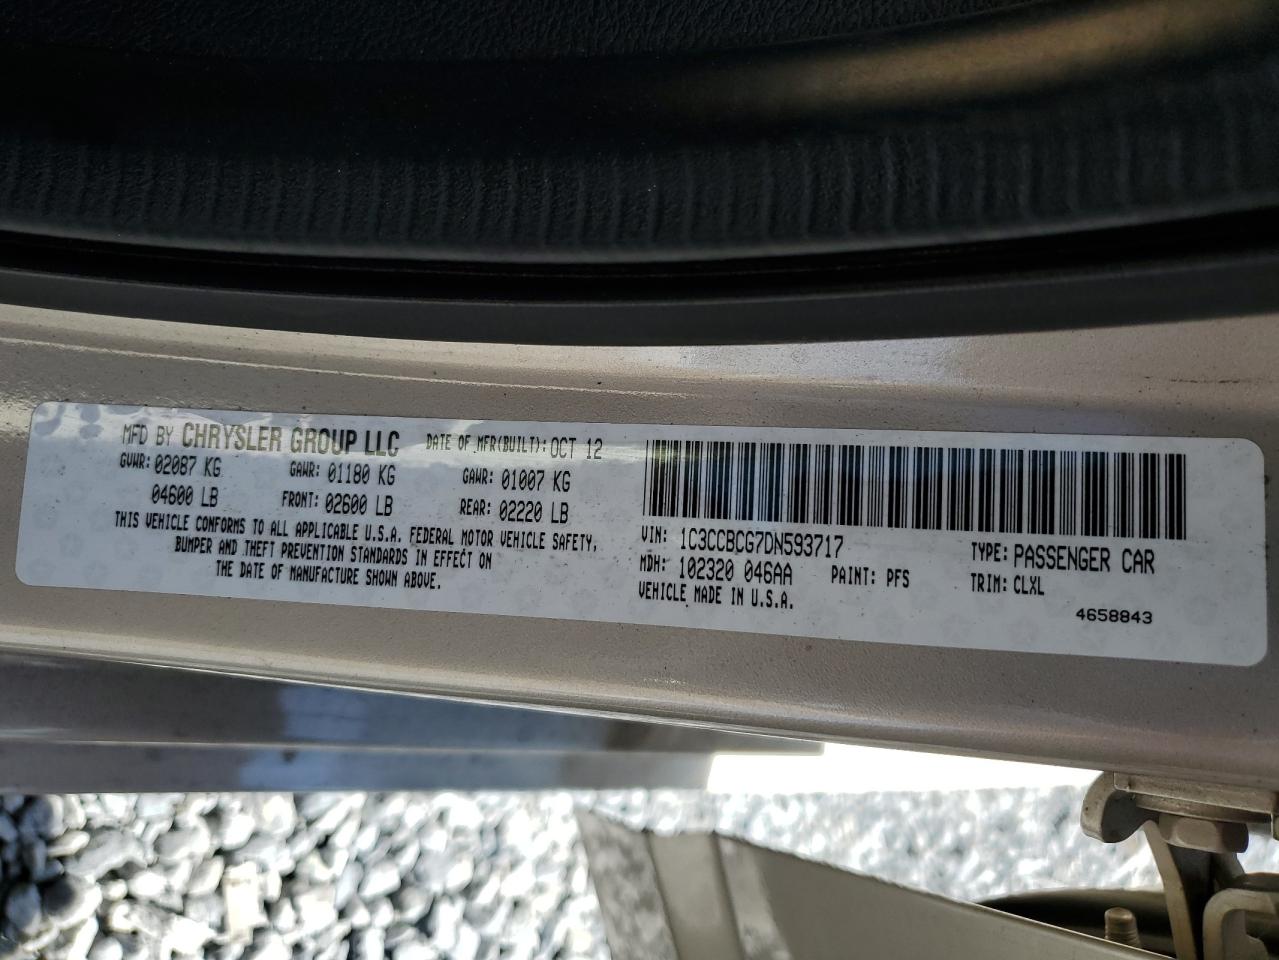 MFD BY CHRYSLER GROUP LLC DATE OF MFR(BUILT): OCT 12
GVWR: 02087 KG GAWR: 01180 KG GAWR: 01007 KG
04600 LB FRONT: 02600 LB REAR: 02220 LB
THIS VEHICLE CONFORMS TO ALL APPLICABLE U.S.A. FEDERAL MOTOR VEHICLE SAFETY,
BUMPER AND THEFT PREVENTION STANDARDS IN EFFECT ON
THE DATE OF MANUFACTURE SHOWN ABOVE.
VIN: 1C3CCBCG7DN593717 TYPE: PASSENGER CAR
MDH: 102320 046AA PAINT: PFS TRIM: CLXL
VEHICLE MADE IN U.S.A.
4658843